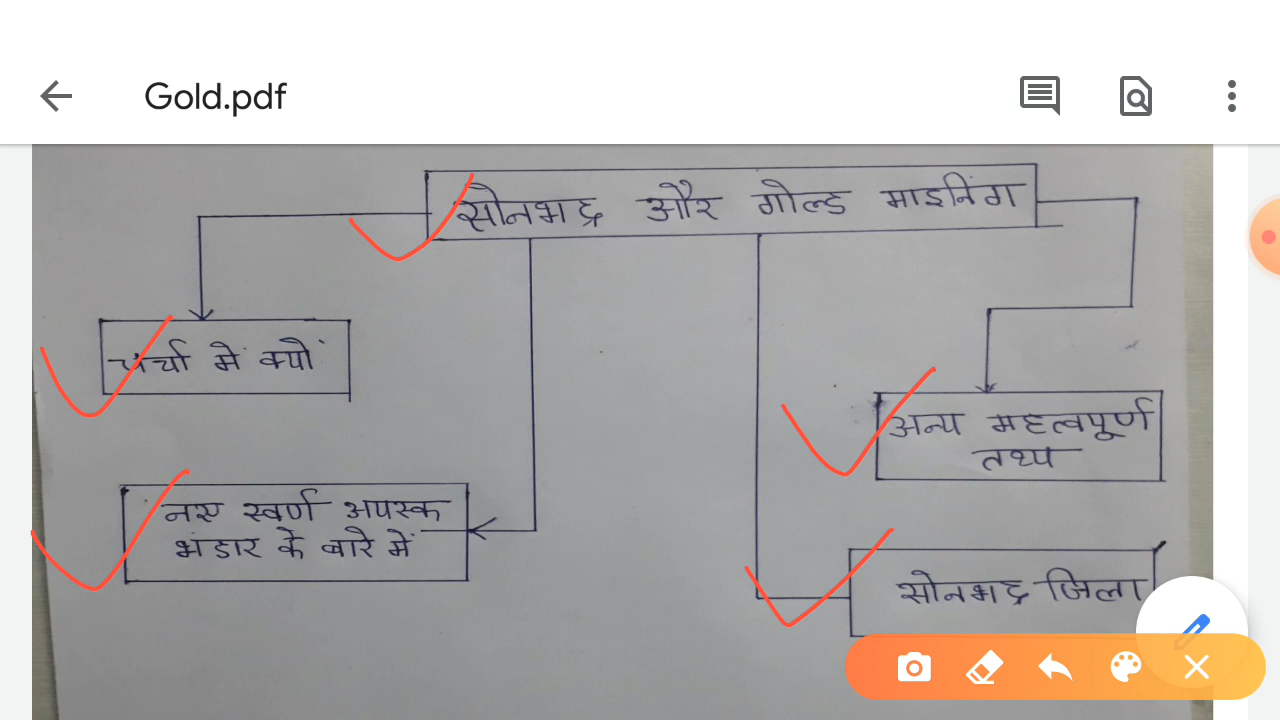 Gold.pdf
सोनभद्र और गोल्ड माइनिंग
चर्चा में क्यों
अन्य महत्वपूर्ण
तथ्य
नए स्वर्ण अयस्क
भंडार के बारे में
सोनभद्र जिला